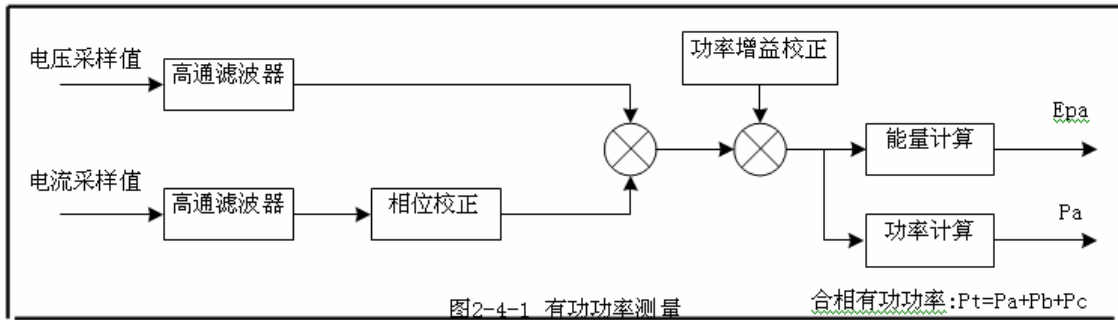 电压采样值
高通滤波器
功率增益校正
能量计算
Epa
电流采样值
高通滤波器
相位校正
功率计算
Pa
图2-4-1 有功功率测量
合相有功功率:Pt=Pa+Pb+Pc